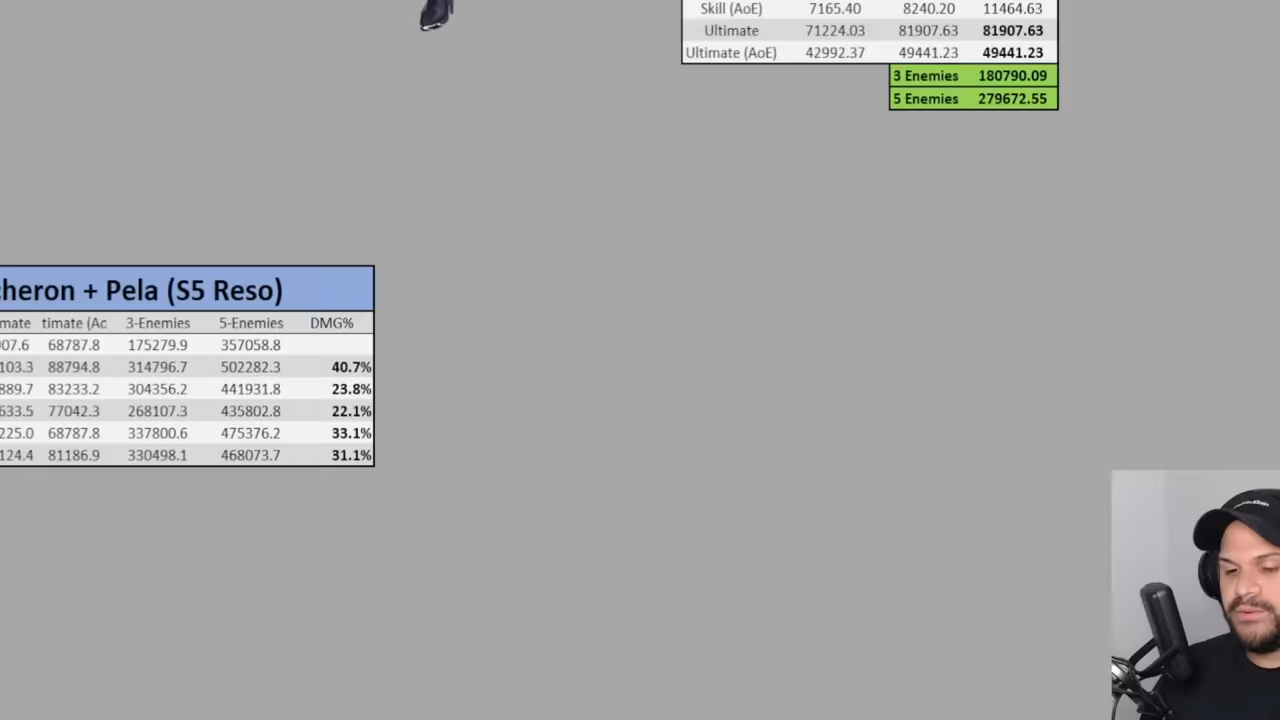 Skill (AoE) 7165.40 8240.20 11464.63
Ultimate 71224.03 81907.63 81907.63
Ultimate (AoE) 42992.37 49441.23 49441.23
3 Enemies 180790.09
5 Enemies 279672.55
cheron + Pela (S5 Reso)
mate timate (Ac 3-Enemies 5-Enemies DMG%
07.6 68787.8 175279.9 357058.8
103.3 88794.8 314796.7 502282.3 40.7%
889.7 83233.2 304356.2 441931.8 23.8%
633.5 77042.3 268107.3 435802.8 22.1%
225.0 68787.8 337800.6 475376.2 33.1%
124.4 81186.9 330498.1 468073.7 31.1%